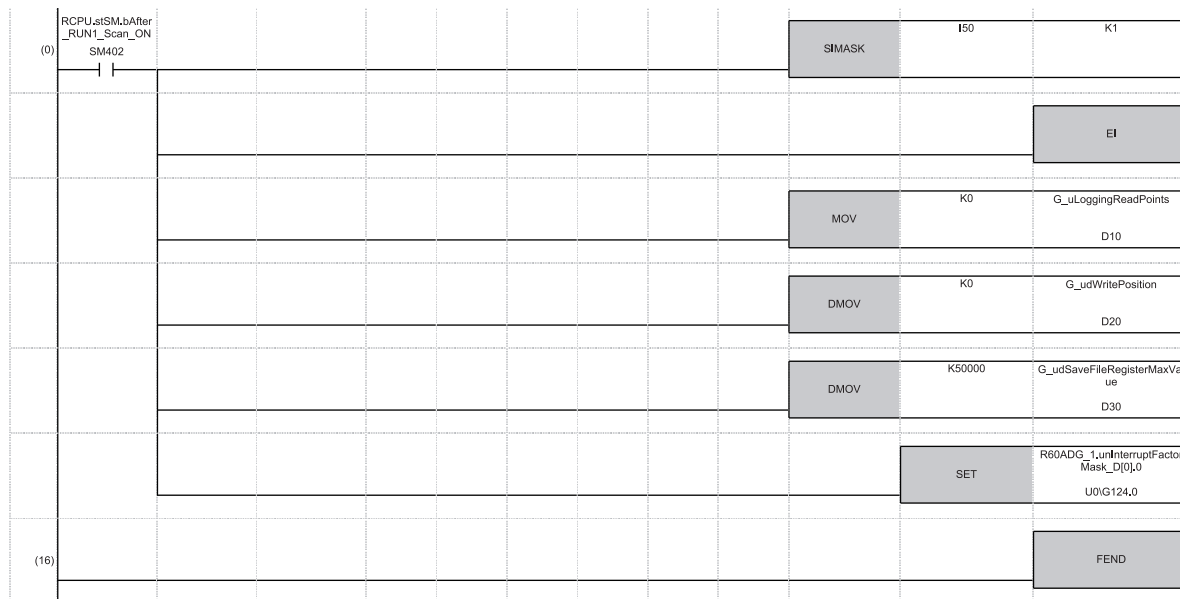 RCPU.stSM.bAfter
_RUN1_Scan_ON
(0)
SM402
SIMASK
I50
K1
EI
MOV
K0
G_uLoggingReadPoints
D10
DMOV
K0
G_udWritePosition
D20
DMOV
K50000
G_udSaveFileRegisterMaxVa
ue
D30
SET
R60ADG_1.unInterruptFactor
Mask_D[0].0
U0\G124.0
(16)
FEND